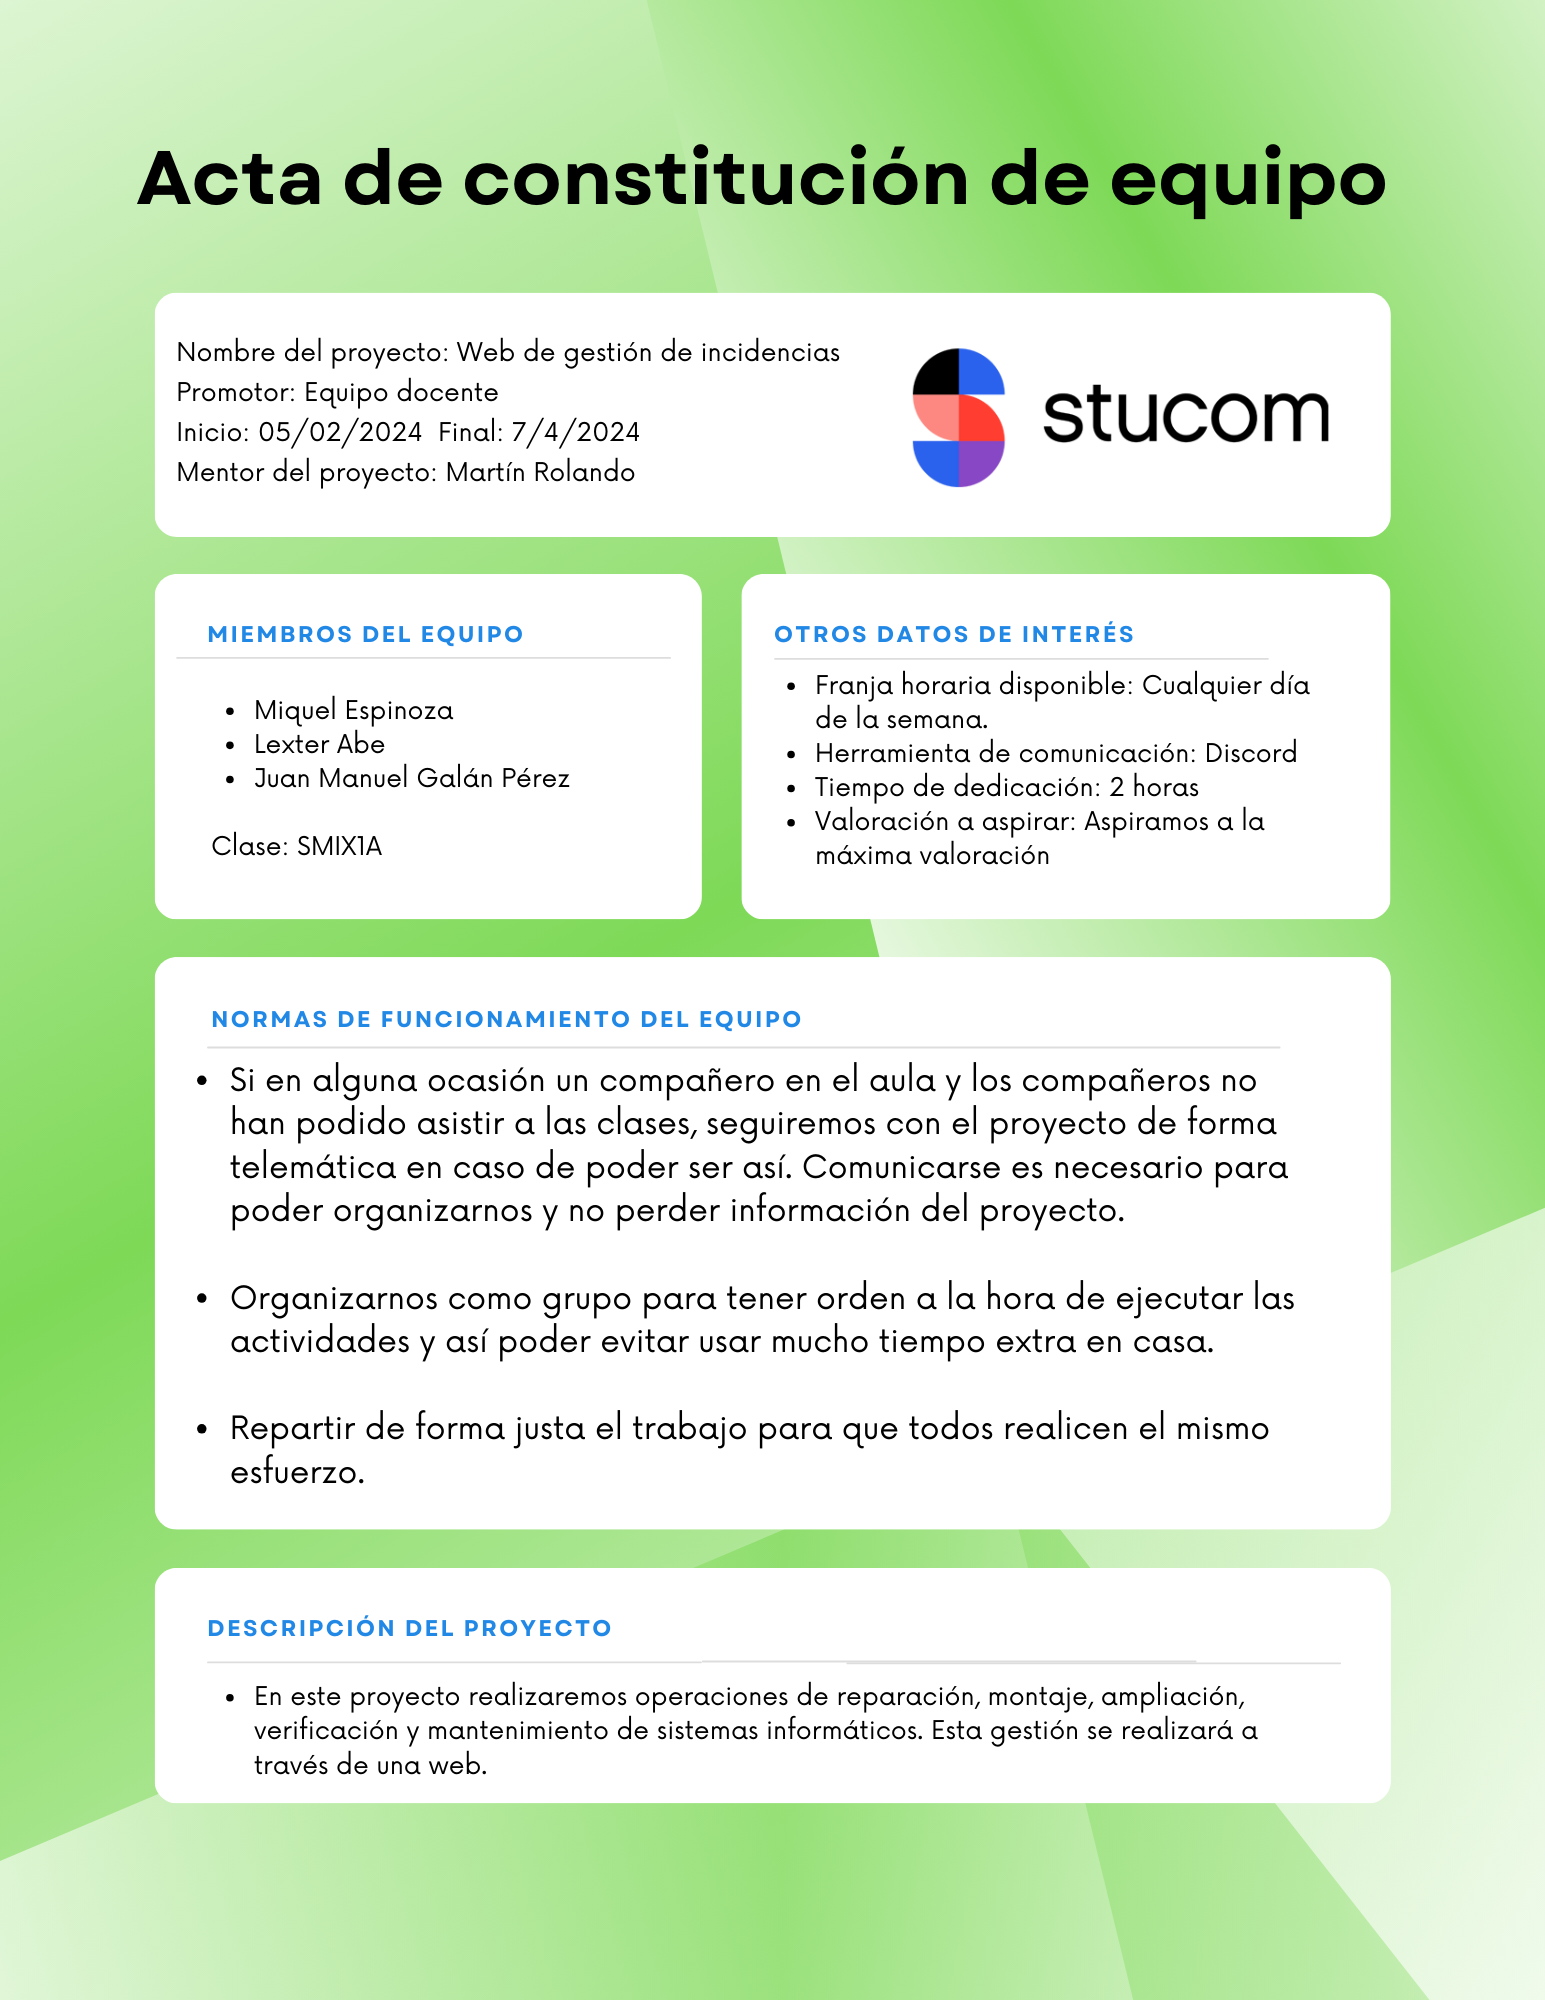 Acta de constitución de equipo
Nombre del proyecto: Web de gestión de incidencias
Promotor: Equipo docente
Inicio: 05/02/2024 Final: 7/4/2024
Mentor del proyecto: Martín Rolando
stucom
MIEMBROS DEL EQUIPO
• Miquel Espinoza
• Lexter Abe
• Juan Manuel Galán Pérez
Clase: SMIX1A
OTROS DATOS DE INTERÉS
• Franja horaria disponible: Cualquier día
de la semana.
• Herramienta de comunicación: Discord
• Tiempo de dedicación: 2 horas
• Valoración a aspirar: Aspiramos a la
máxima valoración
NORMAS DE FUNCIONAMIENTO DEL EQUIPO
• Si en alguna ocasión un compañero en el aula y los compañeros no
han podido asistir a las clases, seguiremos con el proyecto de forma
telemática en caso de poder ser así. Comunicarse es necesario para
poder organizarnos y no perder información del proyecto.
• Organizarnos como grupo para tener orden a la hora de ejecutar las
actividades y así poder evitar usar mucho tiempo extra en casa.
• Repartir de forma justa el trabajo para que todos realicen el mismo
esfuerzo.
DESCRIPCIÓN DEL PROYECTO
• En este proyecto realizaremos operaciones de reparación, montaje, ampliación,
verificación y mantenimiento de sistemas informáticos. Esta gestión se realizará a
través de una web.